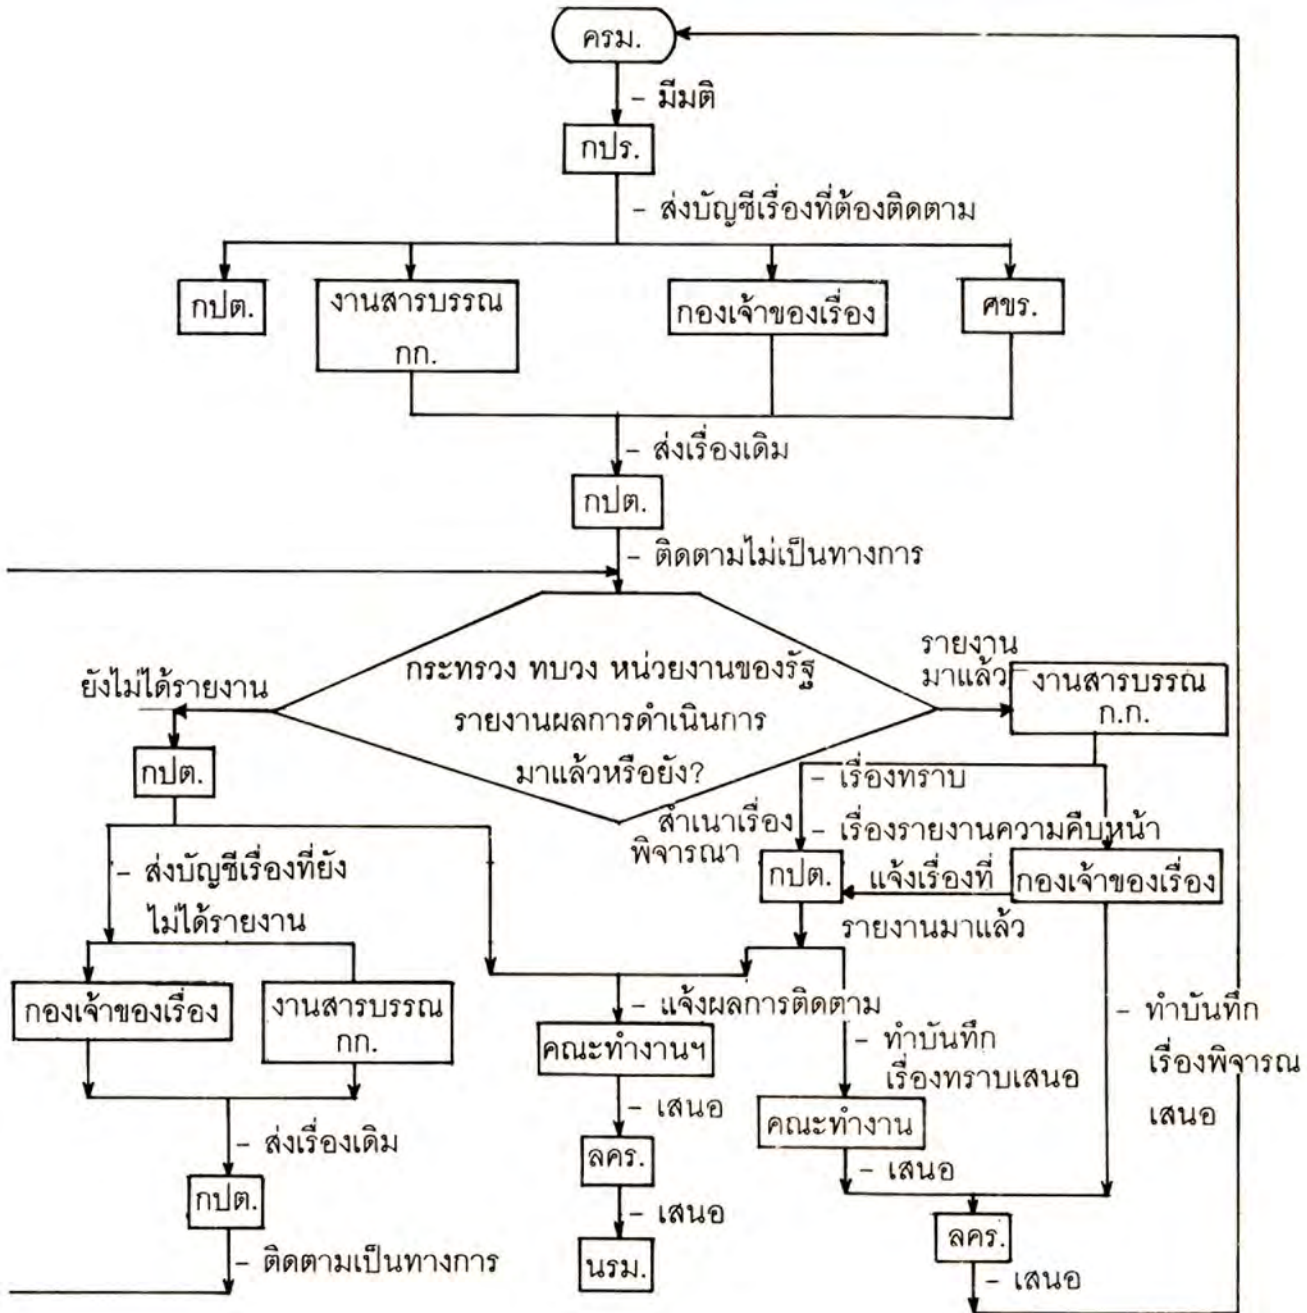 ครม.
- มีมติ
กปร.
- ส่งบัญชีเรื่องที่ต้องติดตาม
กปต.
งานสารบรรณ
กก.
กองเจ้าของเรื่อง
ศขร.
- ส่งเรื่องเดิม
กปต.
- ติดตามไม่เป็นทางการ
กระทรวง ทบวง หน่วยงานของรัฐ
รายงานผลการดำเนินการ
มาแล้วหรือยัง?
ยังไม่ได้รายงาน
กปต.
- ส่งบัญชีเรื่องที่ยัง
ไม่ได้รายงาน
กองเจ้าของเรื่อง
งานสารบรรณ
กก.
- ส่งเรื่องเดิม
กปต.
- ติดตามเป็นทางการ
รายงาน
มาแล้ว
งานสารบรรณ
ก.ก.
- เรื่องทราบ
สำเนาเรื่อง
พิจารณา
- เรื่องรายงานความคืบหน้า
กปต.
แจ้งเรื่องที่
รายงานมาแล้ว
กองเจ้าของเรื่อง
- แจ้งผลการติดตาม
คณะทำงานฯ
- เสนอ
ลคร.
- เสนอ
นรม.
- ทำบันทึก
เรื่องทราบเสนอ
คณะทำงาน
- เสนอ
- ทำบันทึก
เรื่องพิจารณ
เสนอ
ลคร.
- เสนอ